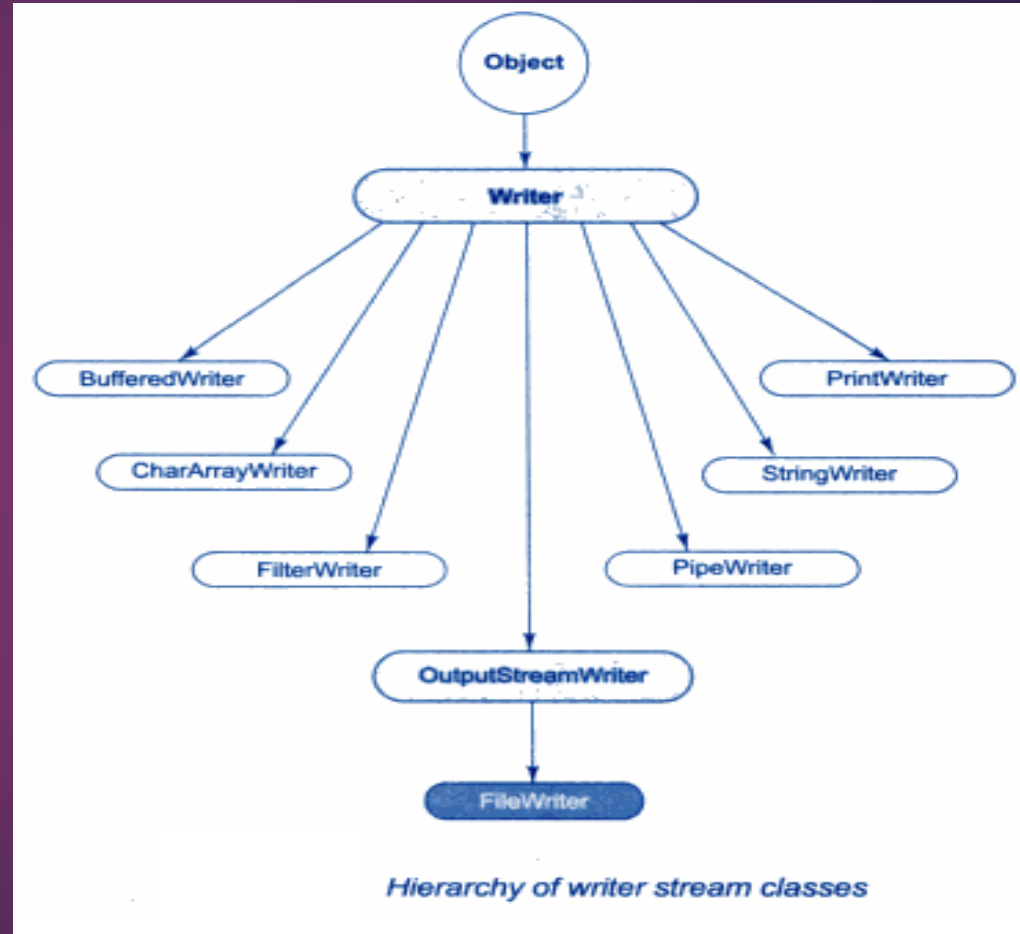 Object
Writer
BufferedWriter
PrintWriter
CharArrayWriter
StringWriter
FilterWriter
PipeWriter
OutputStreamWriter
FileWriter
Hierarchy of writer stream classes